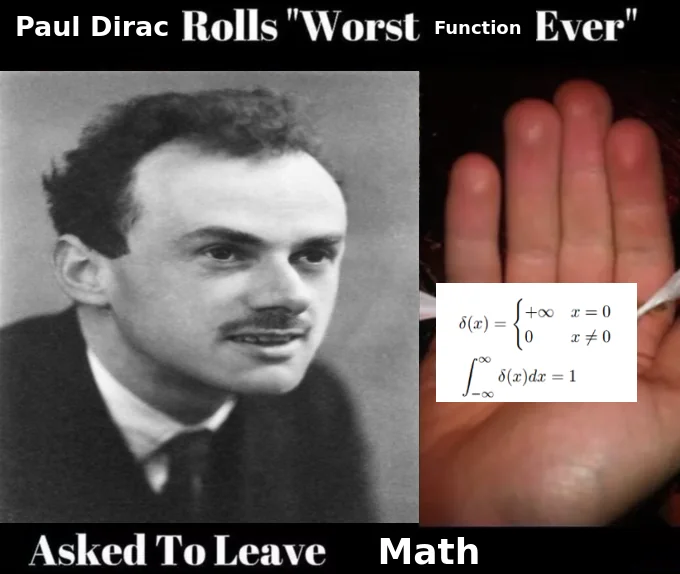 Paul Dirac Rolls "Worst Function Ever"
δ(x) = { +∞ x = 0
0 x ≠ 0
∫_{-∞}^{∞} δ(x)dx = 1
Asked To Leave Math